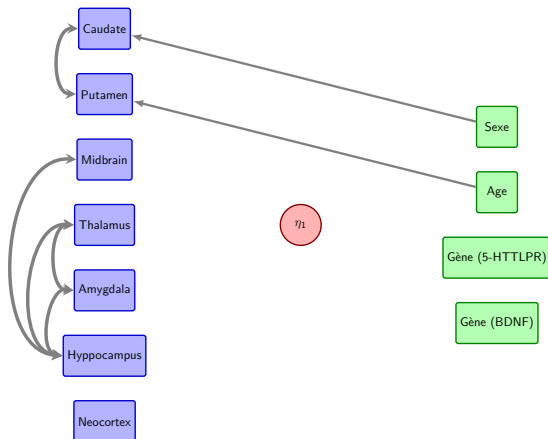 Caudate
Putamen
Midbrain
Thalamus
Amygdala
Hyppocampus
Neocortex
η1
Sexe
Age
Gène (5-HTTLPR)
Gène (BDNF)